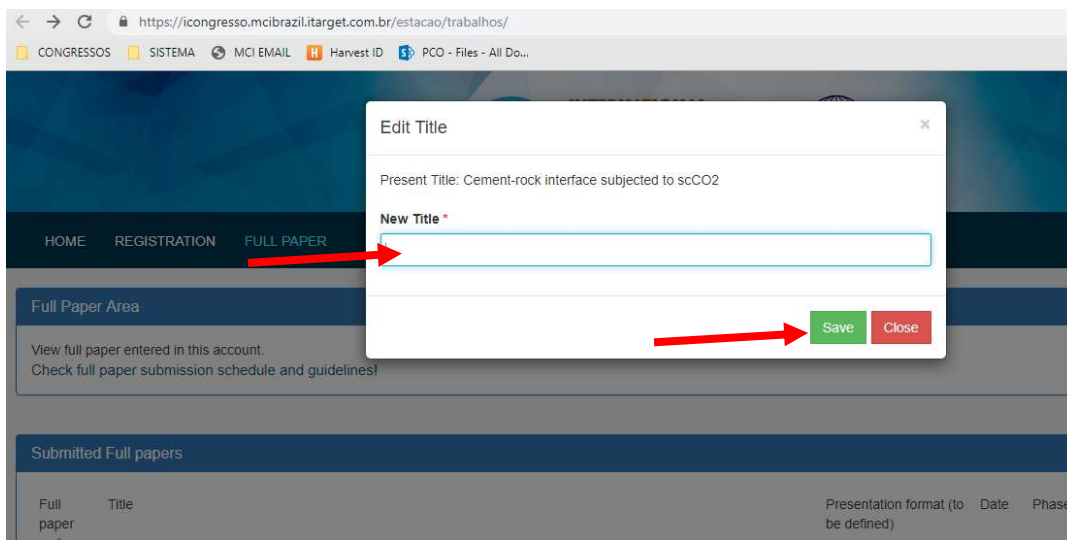 https://icongresso.mcibrazil.itarget.com.br/estacao/trabalhos/
CONGRESSOS SISTEMA MCI EMAIL H Harvest ID S PCO - Files - All Do...
Edit Title ×
Present Title: Cement-rock interface subjected to scCO2
New Title *
HOME REGISTRATION FULL PAPER
Save Close
Full Paper Area
View full paper entered in this account.
Check full paper submission schedule and guidelines!
Submitted Full papers
Full Title Presentation format (to Date Phase
paper be defined)